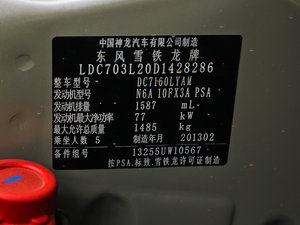 中国神龙汽车有限公司制造
东风雪铁龙牌
LDC703L20D1428286
整车型号 DC7160LYAM
发动机型号 N6A 10FX3A PSA
发动机排量 1587 mL
发动机最大净功率 77 kW
最大允许总质量 1485 kg
乘坐人数 5 制造年月 201302
备件组织号 13255UW10567
按PSA.标致.雪铁龙许可证制造